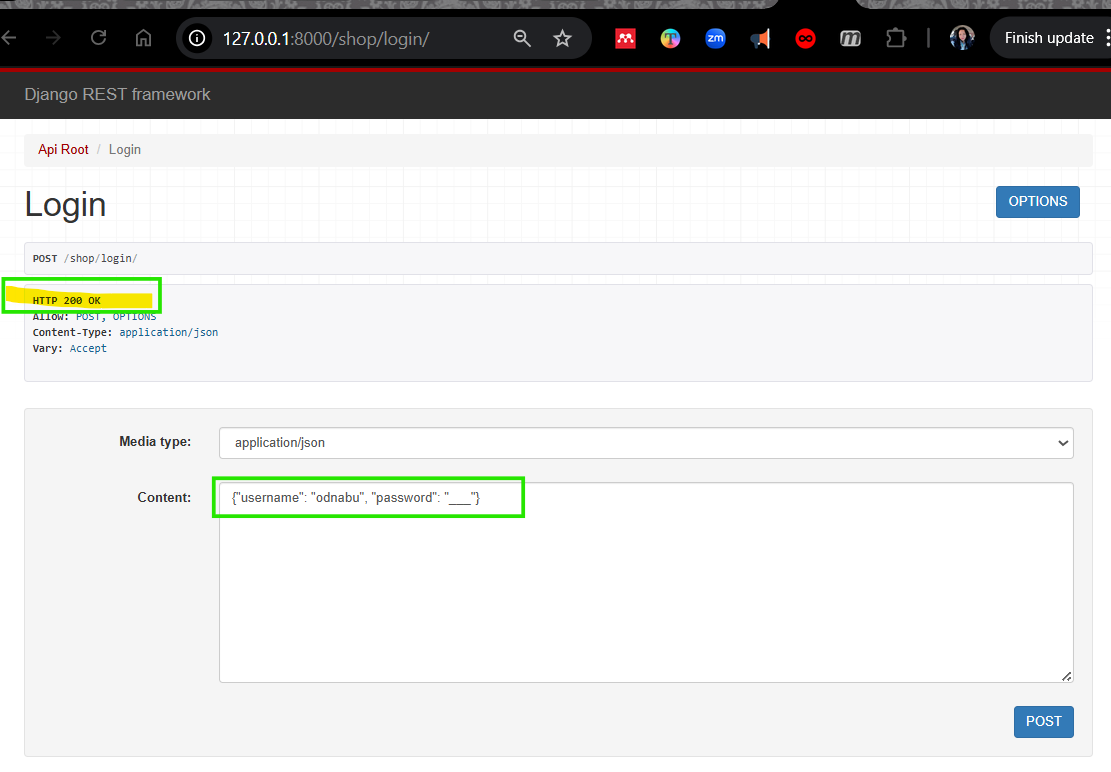 127.0.0.1:8000/shop/login/
zm
m
Finish update
Django REST framework
Api Root / Login
Login
OPTIONS
POST /shop/login/
HTTP 200 OK
Allow: POST, OPTIONS
Content-Type: application/json
Vary: Accept
Media type:
application/json
Content:
{"username": "odnabu", "password": "___"}
POST